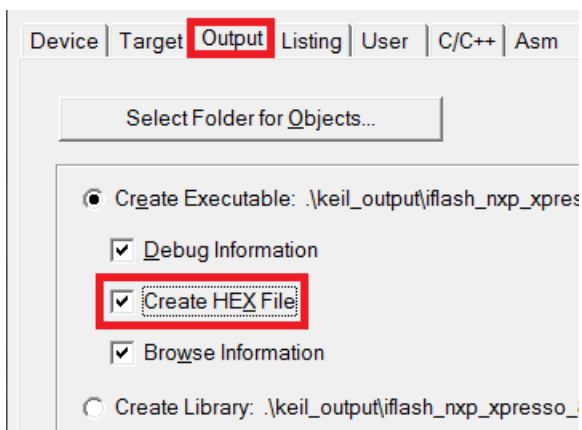 Device Target Output Listing User C/C++ Asm
Select Folder for Objects...
Create Executable: .\keil_output\iflash_nxp_xpres
Debug Information
Create HEX File
Browse Information
Create Library: .\keil_output\iflash_nxp_xpresso_